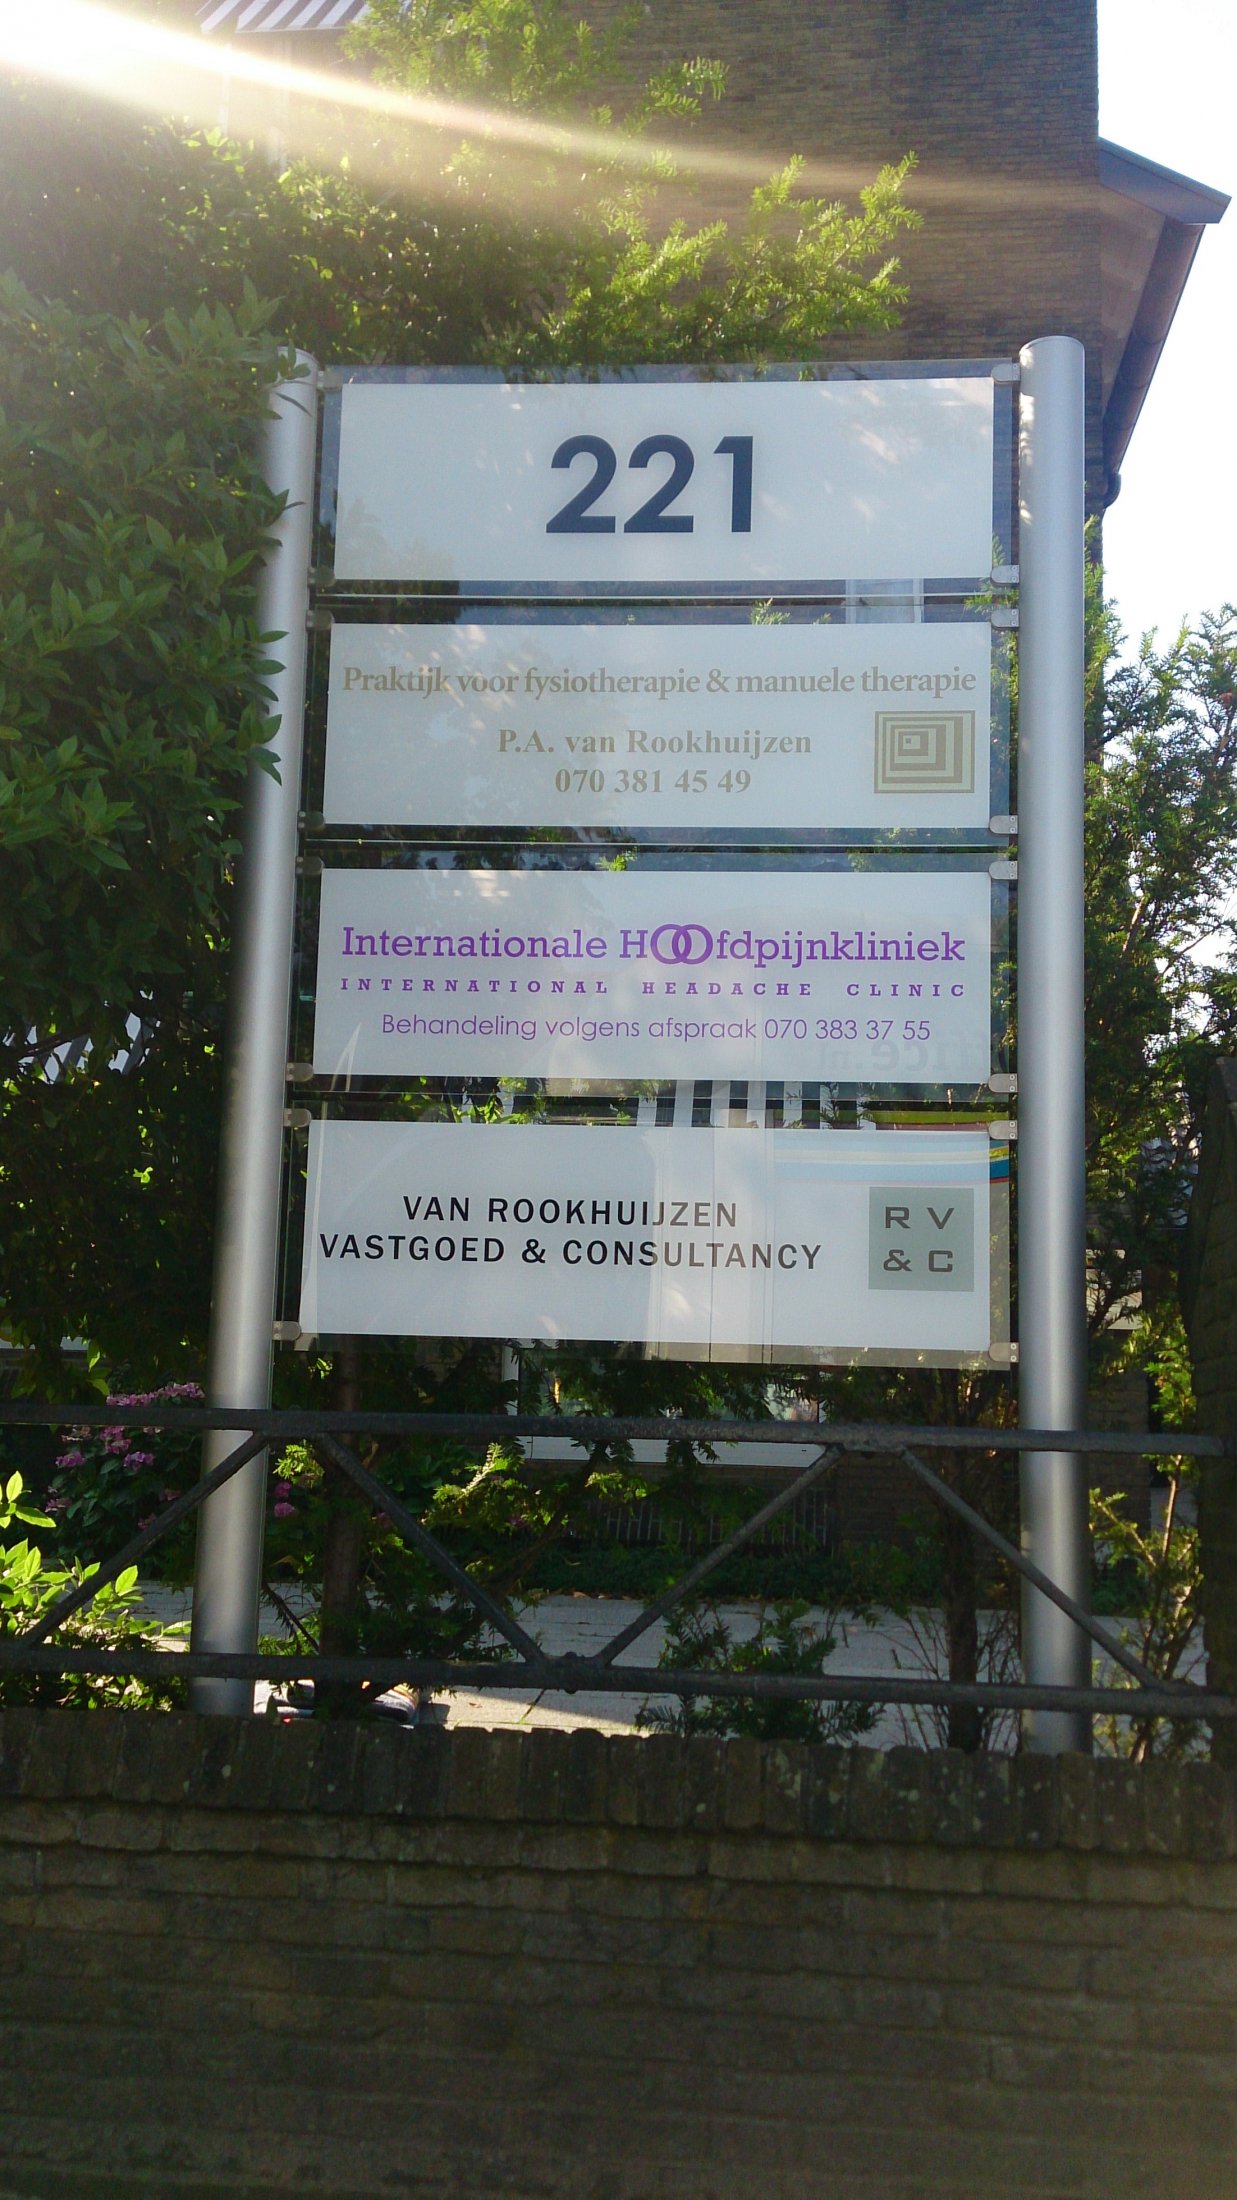 221
Praktijk voor fysiotherapie & manuele therapie
P.A. van Rookhuijzen
070 381 45 49
Internationale HOOfdpijnkliniek
INTERNATIONAL HEADACHE CLINIC
Behandeling volgens afspraak 070 383 37 55
VAN ROOKHUIJZEN
VASTGOED & CONSULTANCY
R V
& C